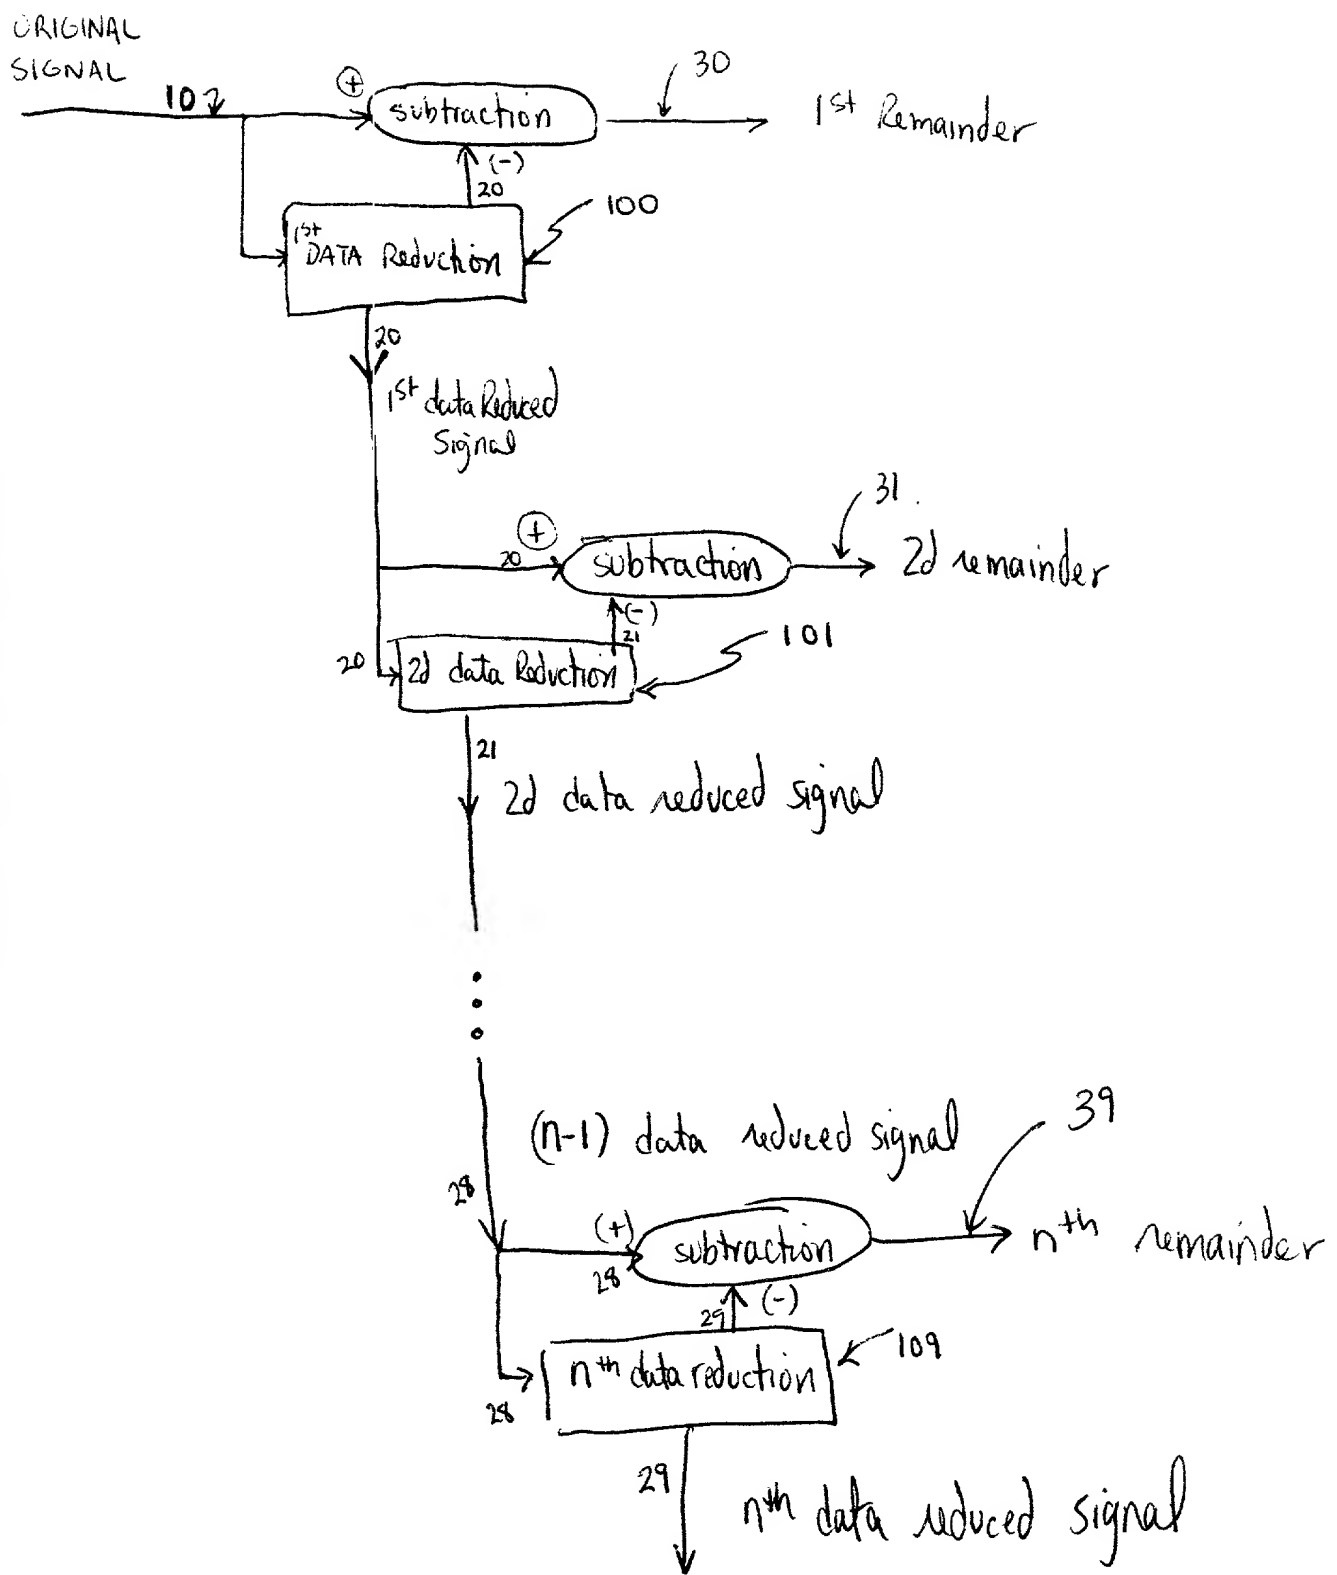 ORIGINAL
SIGNAL
10
(+)
subtraction
30
1st Remainder
(-)
20
100
1st
DATA Reduction
20
1st data Reduced
Signal
31
(+)
20
subtraction
2d remainder
(-)
21
101
20
2d data Reduction
21
2d data reduced signal
(n-1) data reduced signal
39
28
(+)
28
subtraction
nth remainder
29
(-)
109
28
nth data reduction
29
nth data reduced signal